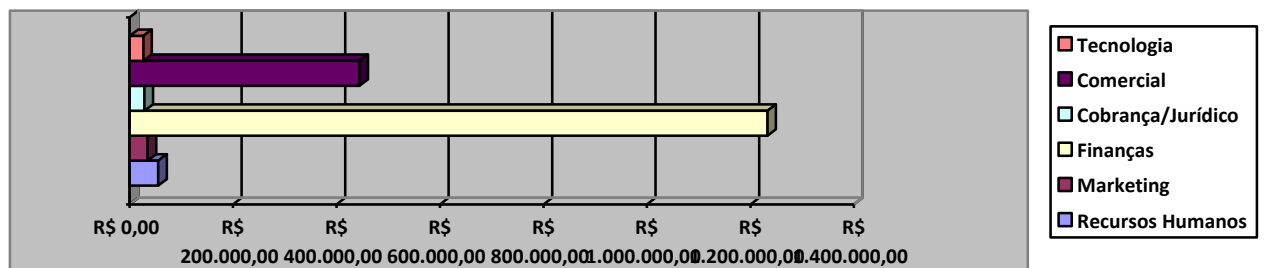 R$ 0,00 R$ R$ R$ R$ R$ R$ R$
200.000,00 400.000,00 600.000,00 800.000,00 1.000.000,00 1.200.000,00 1.400.000,00
Tecnologia
Comercial
Cobrança/Jurídico
Finanças
Marketing
Recursos Humanos